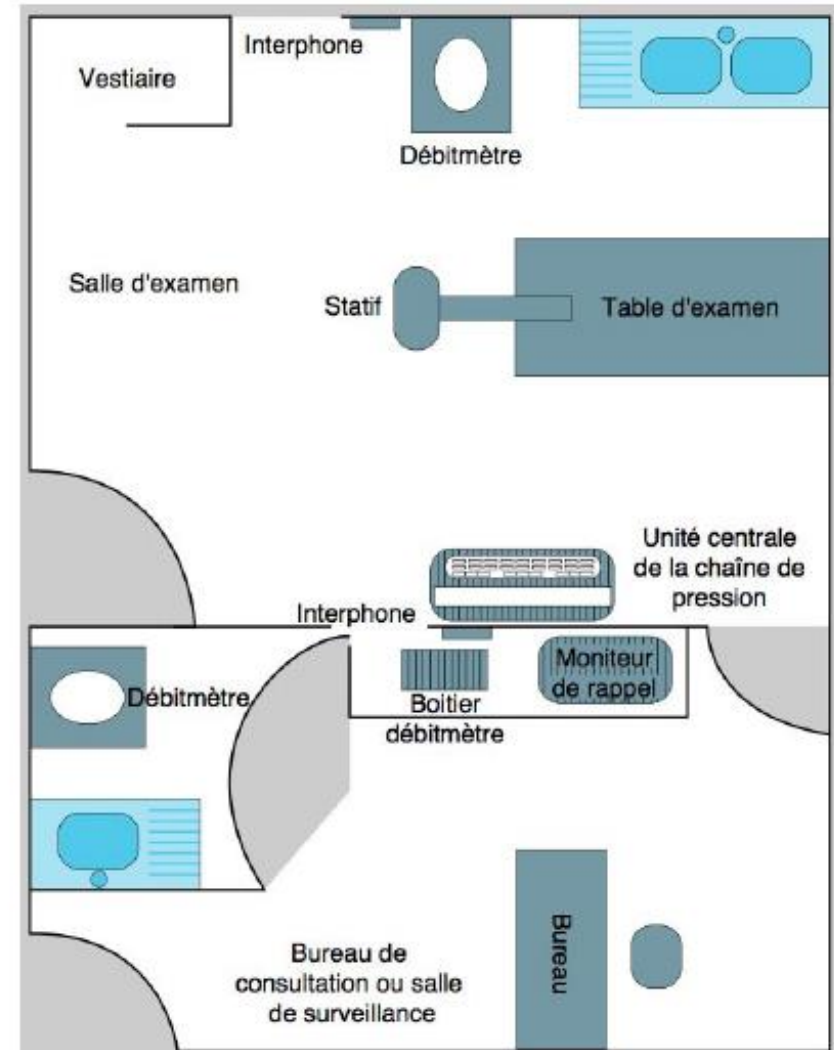 Vestiaire
Interphone
Débitmètre
Salle d'examen
Statif
Table d'examen
Unité centrale
de la chaîne de
pression
Interphone
Débitmètre
Boitier
débitmètre
Moniteur
de rappel
Bureau de
consultation ou salle
de surveillance
Bureau